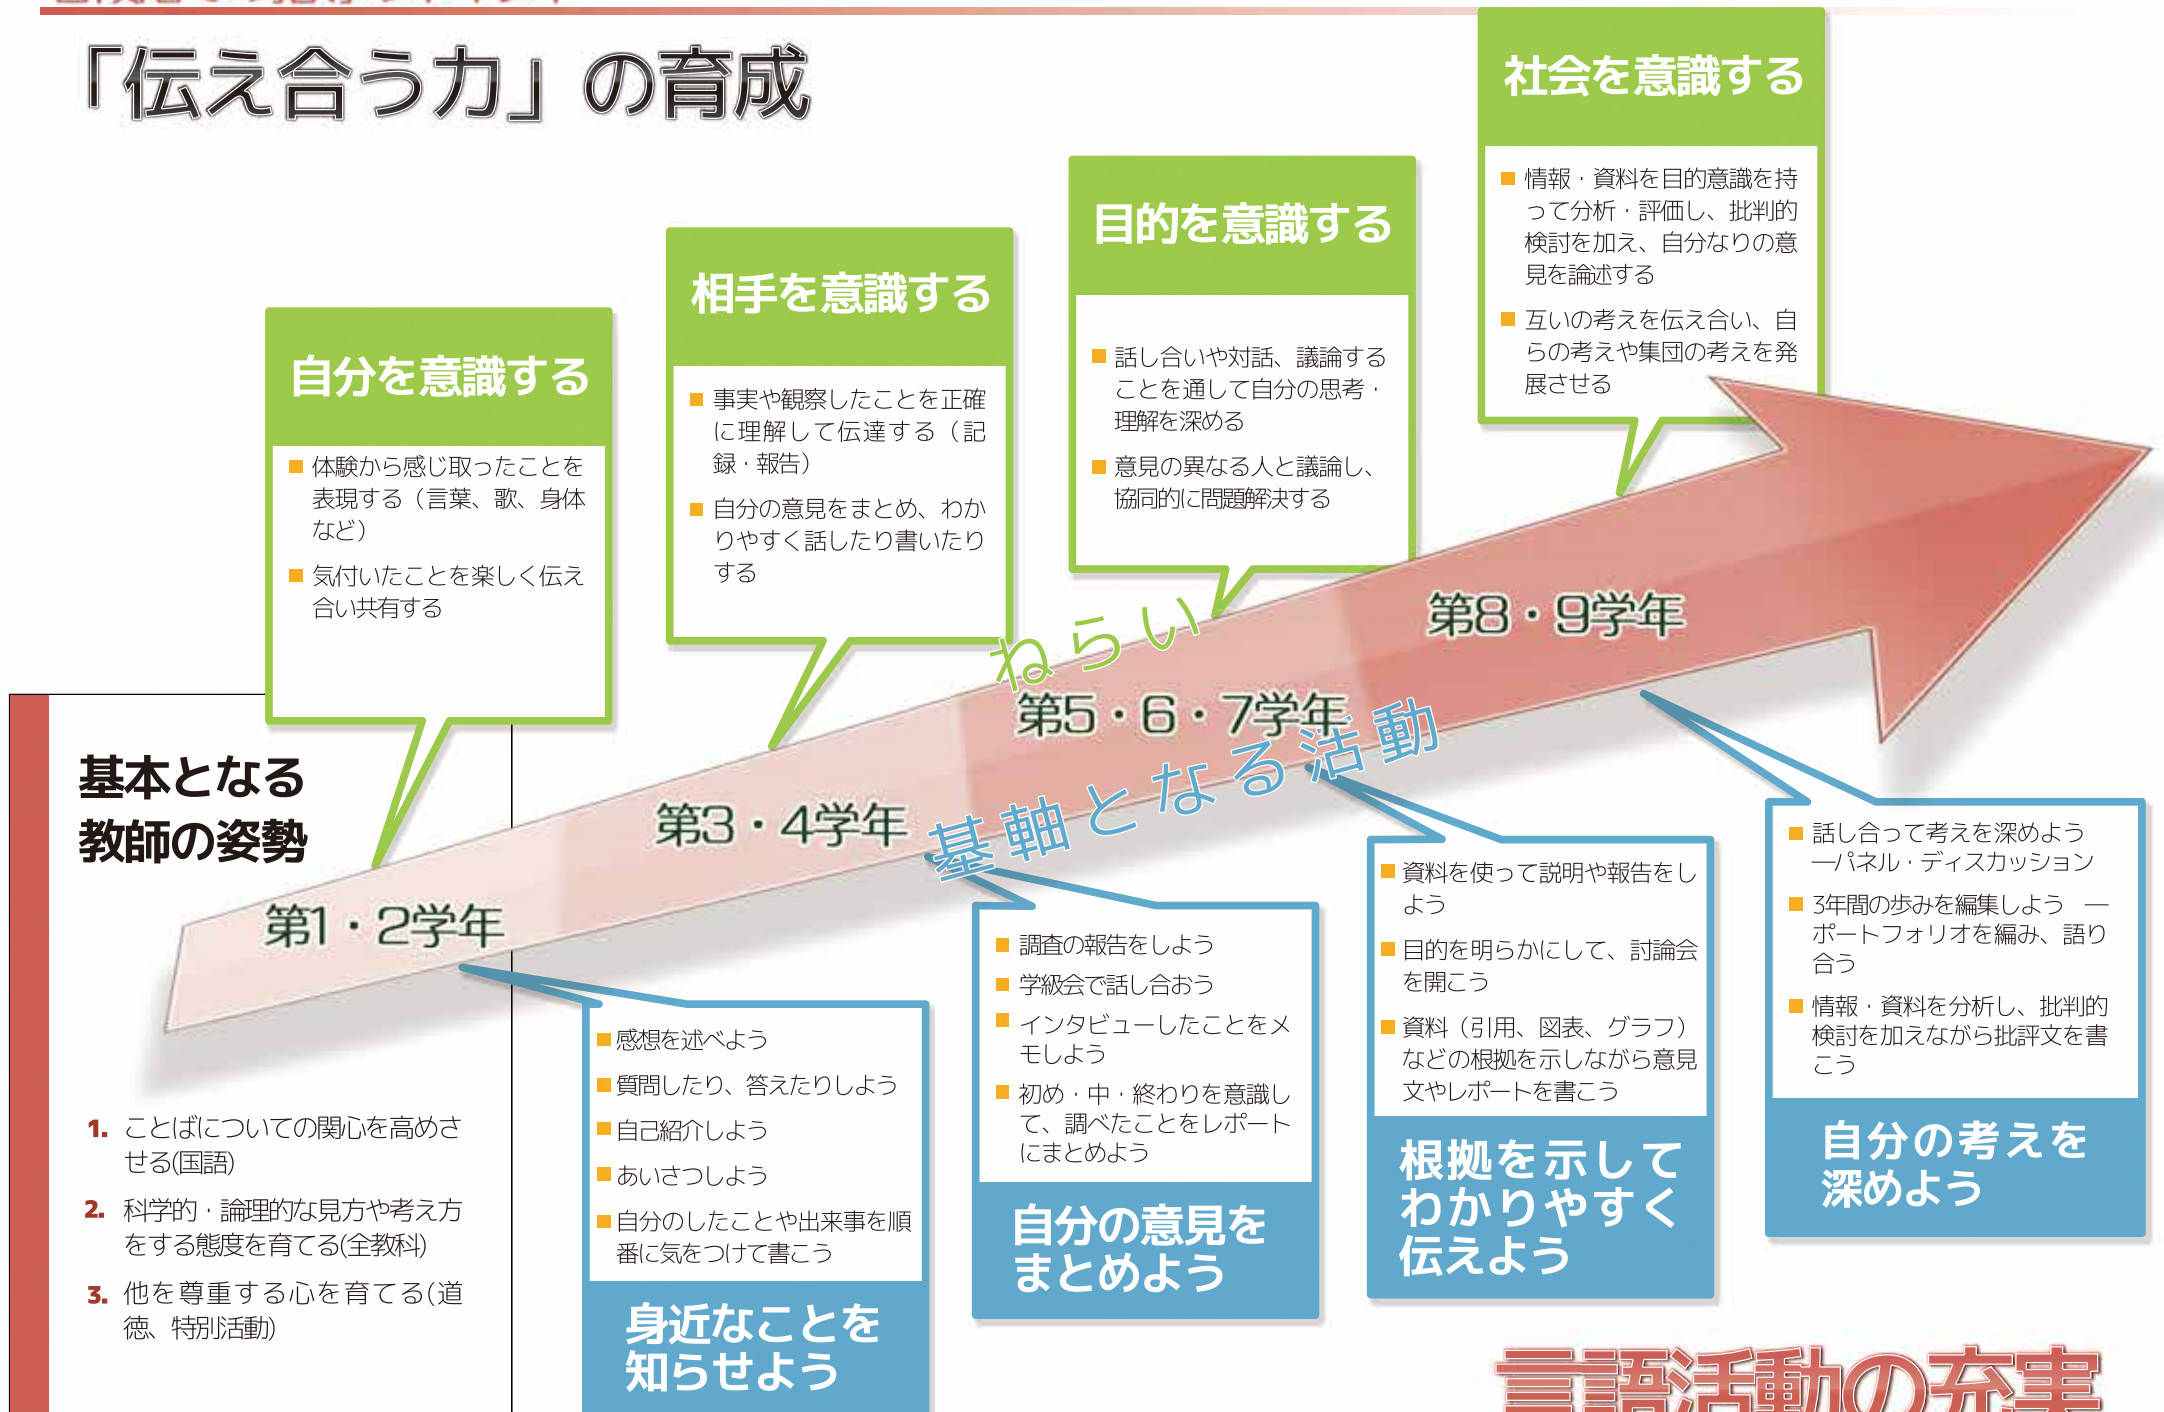 「伝え合う力」の育成
社会を意識する
情報・資料を目的意識を持
って分析・評価し、批判的
検討を加え、自分なりの意
見を論述する
互いの考えを伝え合い、自
らの考えや集団の考えを発
展させる
目的を意識する
話し合いや対話、議論する
ことを通して自分の思考・
理解を深める
意見の異なる人と議論し、
協同的に問題解決する
相手を意識する
事実や観察したことを正確
に理解して伝達する（記
録・報告）
自分の意見をまとめ、わか
りやすく話したり書いたり
する
自分を意識する
体験から感じ取ったことを
表現する（言葉、歌、身体
など）
気付いたことを楽しく伝え
合い共有する
ねらい
第8・9学年
第5・6・7学年
第3・4学年
第1・2学年
基軸となる活動
基本となる
教師の姿勢
1. ことばについての関心を高めさ
せる(国語)
2. 科学的・論理的な見方や考え方
をする態度を育てる(全教科)
3. 他を尊重する心を育てる(道
徳、特別活動)
感想を述べよう
質問したり、答えたりしよう
自己紹介しよう
あいさつしよう
自分のしたことや出来事を順
番に気をつけて書こう
身近なことを
知らせよう
調査の報告をしよう
学級会で話し合おう
インタビューしたことをメ
モしよう
初め・中・終わりを意識し
て、調べたことをレポート
にまとめよう
自分の意見を
まとめよう
資料を使って説明や報告をし
よう
目的を明らかにして、討論会
を開こう
資料（引用、図表、グラフ）
などの根拠を示しながら意見
文やレポートを書こう
根拠を示して
わかりやすく
伝えよう
話し合って考えを深めよう
―パネル・ディスカッション
3年間の歩みを編集しよう　―
ポートフォリオを編み、語り
合う
情報・資料を分析し、批判的
検討を加えながら批評文を書
こう
自分の考えを
深めよう
言語活動の充実